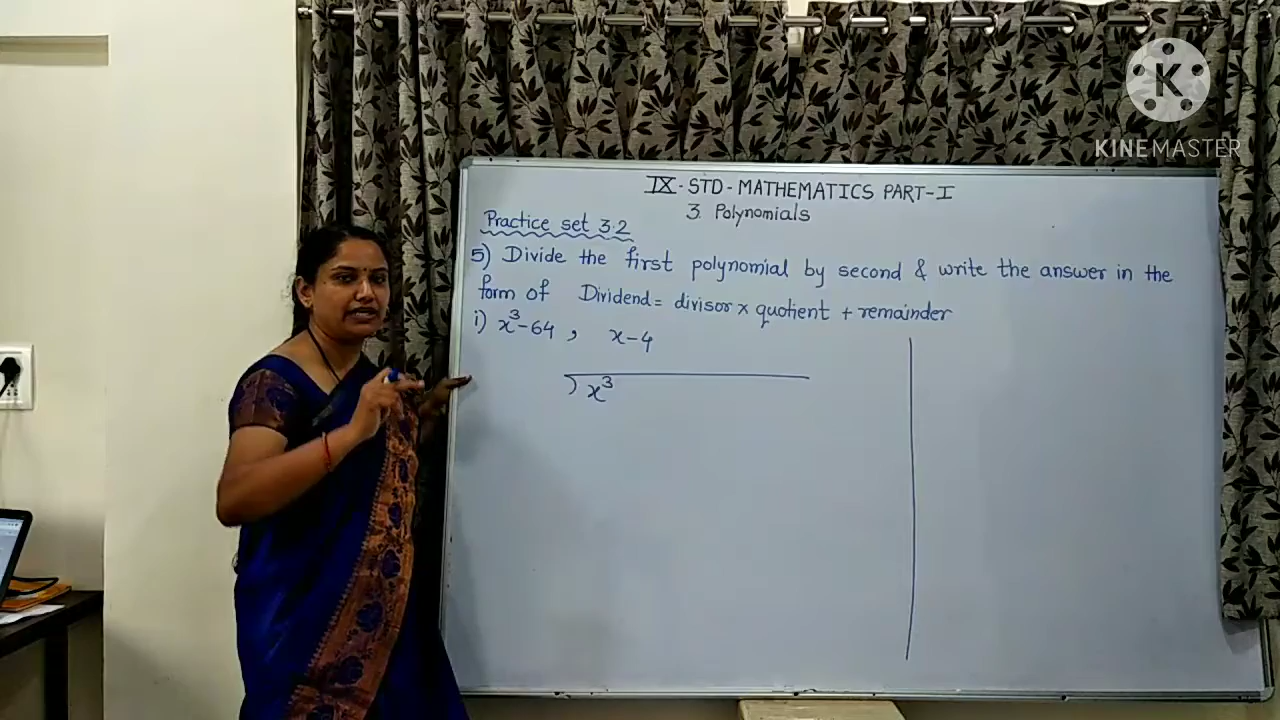 K
KINEMASTER
IX - STD - MATHEMATICS PART-I
3. Polynomials
Practice set 3.2
5) Divide the first polynomial by second & write the answer in the
form of Dividend = divisor x quotient + remainder
i) x³-64 , x-4
)x³